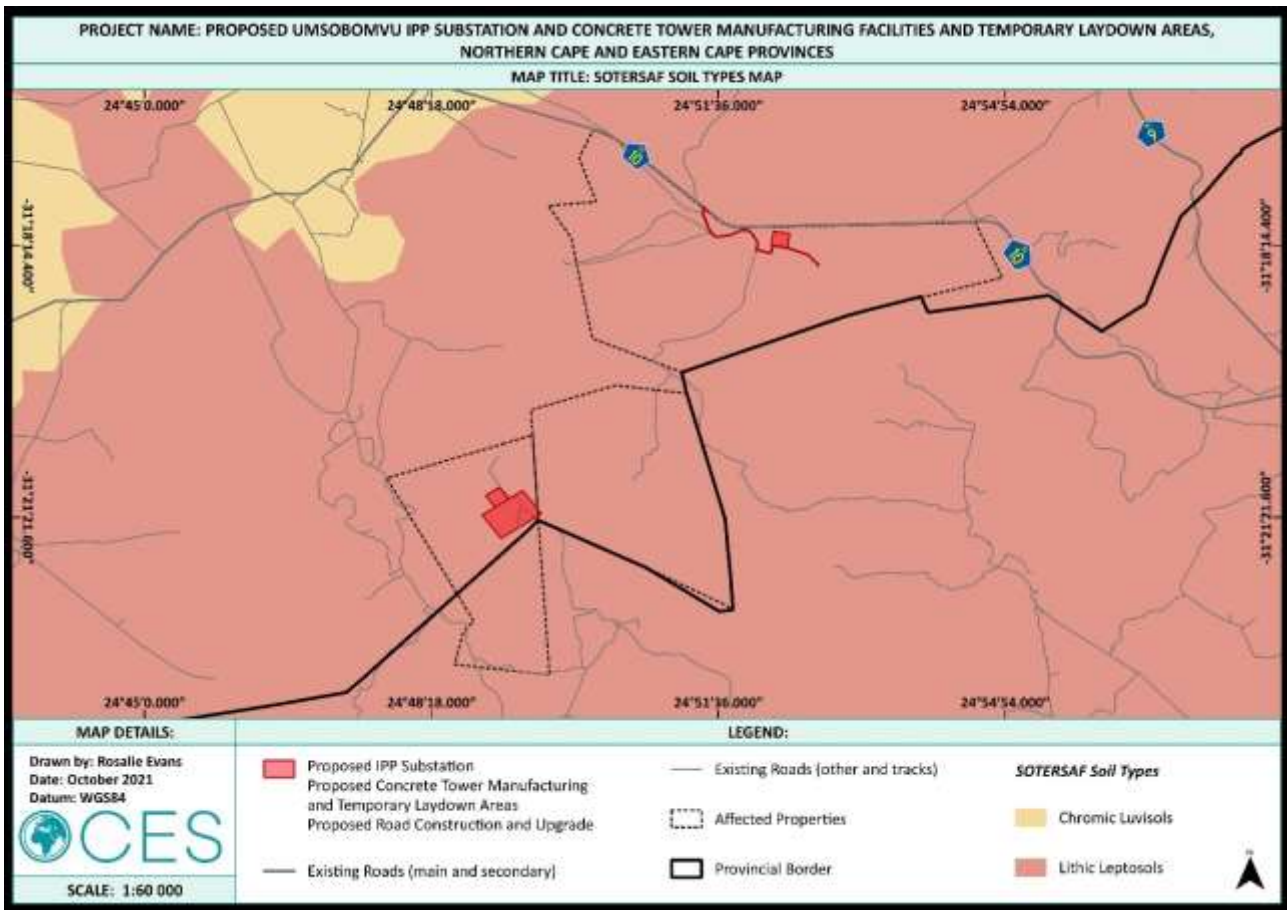 PROJECT NAME: PROPOSED UMSOBOMVU IPP SUBSTATION AND CONCRETE TOWER MANUFACTURING FACILITIES AND TEMPORARY LAYDOWN AREAS,
NORTHERN CAPE AND EASTERN CAPE PROVINCES
MAP TITLE: SOTERSAF SOIL TYPES MAP
24°45'0.000" 24°48'18.000" 24°51'36.000" 24°54'54.000"
10
9
-31°18'14.400" -31°18'14.400"
10
-31°21'21.600" -31°21'21.600"
24°45'0.000" 24°48'18.000" 24°51'36.000" 24°54'54.000"
MAP DETAILS:
Drawn by: Rosalie Evans
Date: October 2021
Datum: WGS84
CES
SCALE: 1:60 000
LEGEND:
Proposed IPP Substation
Proposed Concrete Tower Manufacturing
and Temporary Laydown Areas
Proposed Road Construction and Upgrade
Existing Roads (main and secondary)
Existing Roads (other and tracks)
Affected Properties
Provincial Border
SOTERSAF Soil Types
Chromic Luvisols
Lithic Leptosols